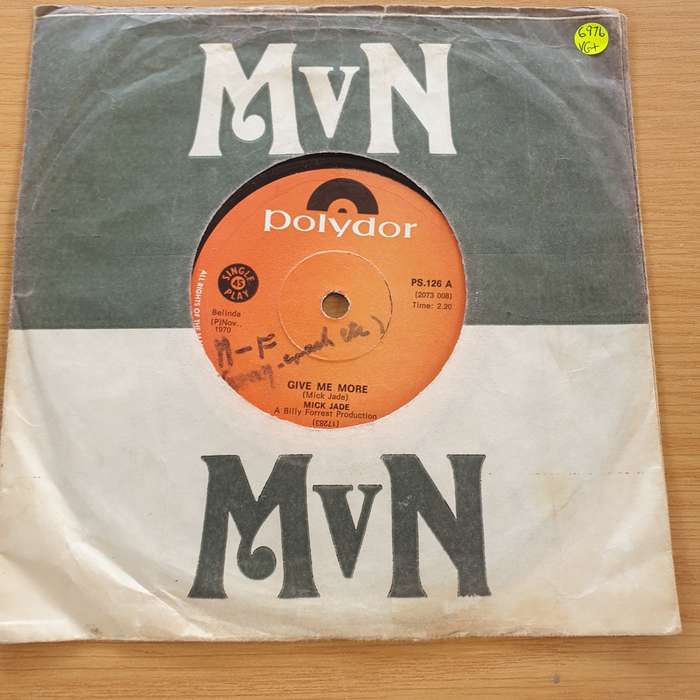 6976
VG+
MvN
polydor
SINGLE
45
PLAY
PS.126 A
(2073 008)
Time: 2.20
ALL RIGHTS OF THE
Belinda
(P)Nov.,
1970
M-F
GIVE ME MORE
(Mick Jade)
MICK JADE
A Billy Forrest Production
(17283)
MvN